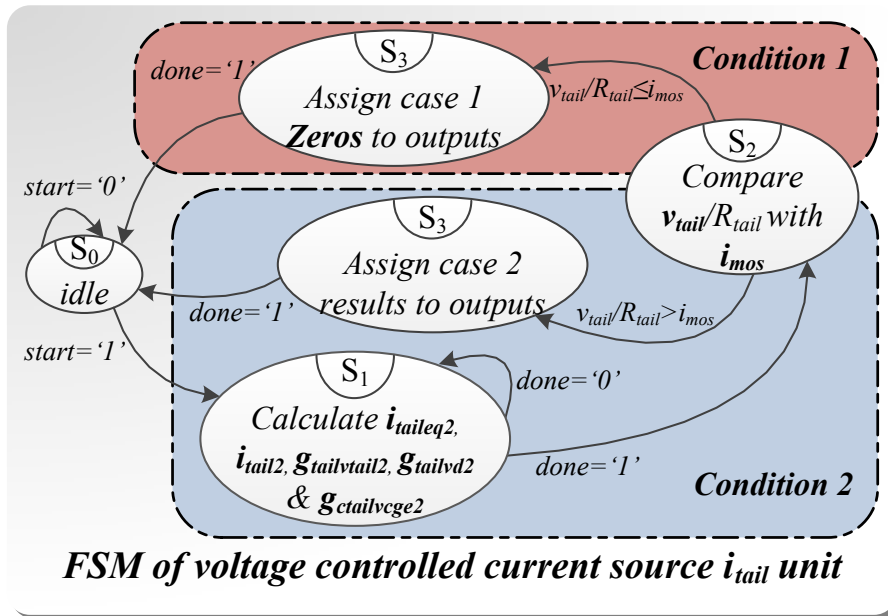 Condition 1
S3
Assign case 1
Zeros to outputs
done=‘1’
vtail/Rtail≤imos
S2
Compare
vtail/Rtail with
imos
start=‘0’
S0
idle
S3
Assign case 2
results to outputs
done=‘1’
vtail/Rtail>imos
start=‘1’
S1
Calculate itaileq2,
itail2, gtailvtail2, gtailvd2
& gctailvcge2
done=‘0’
done=‘1’
Condition 2
FSM of voltage controlled current source itail unit